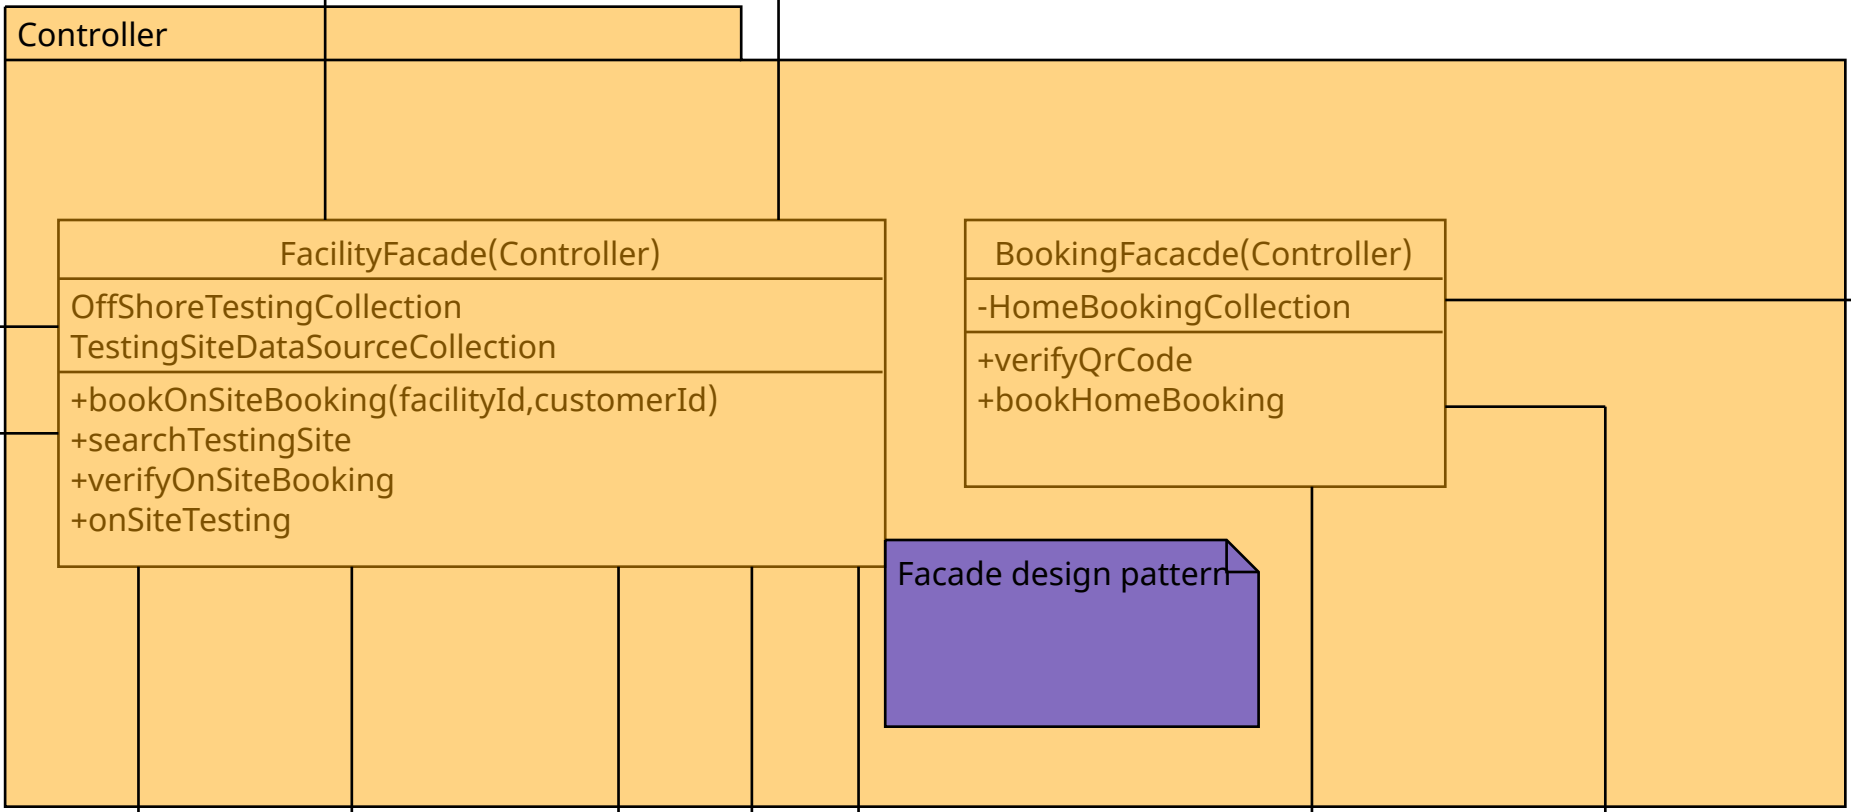 Controller
FacilityFacade(Controller)
OffShoreTestingCollection
TestingSiteDataSourceCollection
+bookOnSiteBooking(facilityId,customerId)
+searchTestingSite
+verifyOnSiteBooking
+onSiteTesting
BookingFacacde(Controller)
-HomeBookingCollection
+verifyQrCode
+bookHomeBooking
Facade design pattern